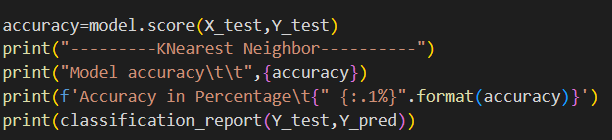 accuracy=model.score(X_test,Y_test)
print("---------KNearest Neighbor----------")
print("Model accuracy\t\t",{accuracy})
print(f'Accuracy in Percentage\t{" {:.1%}".format(accuracy)}')
print(classification_report(Y_test,Y_pred))